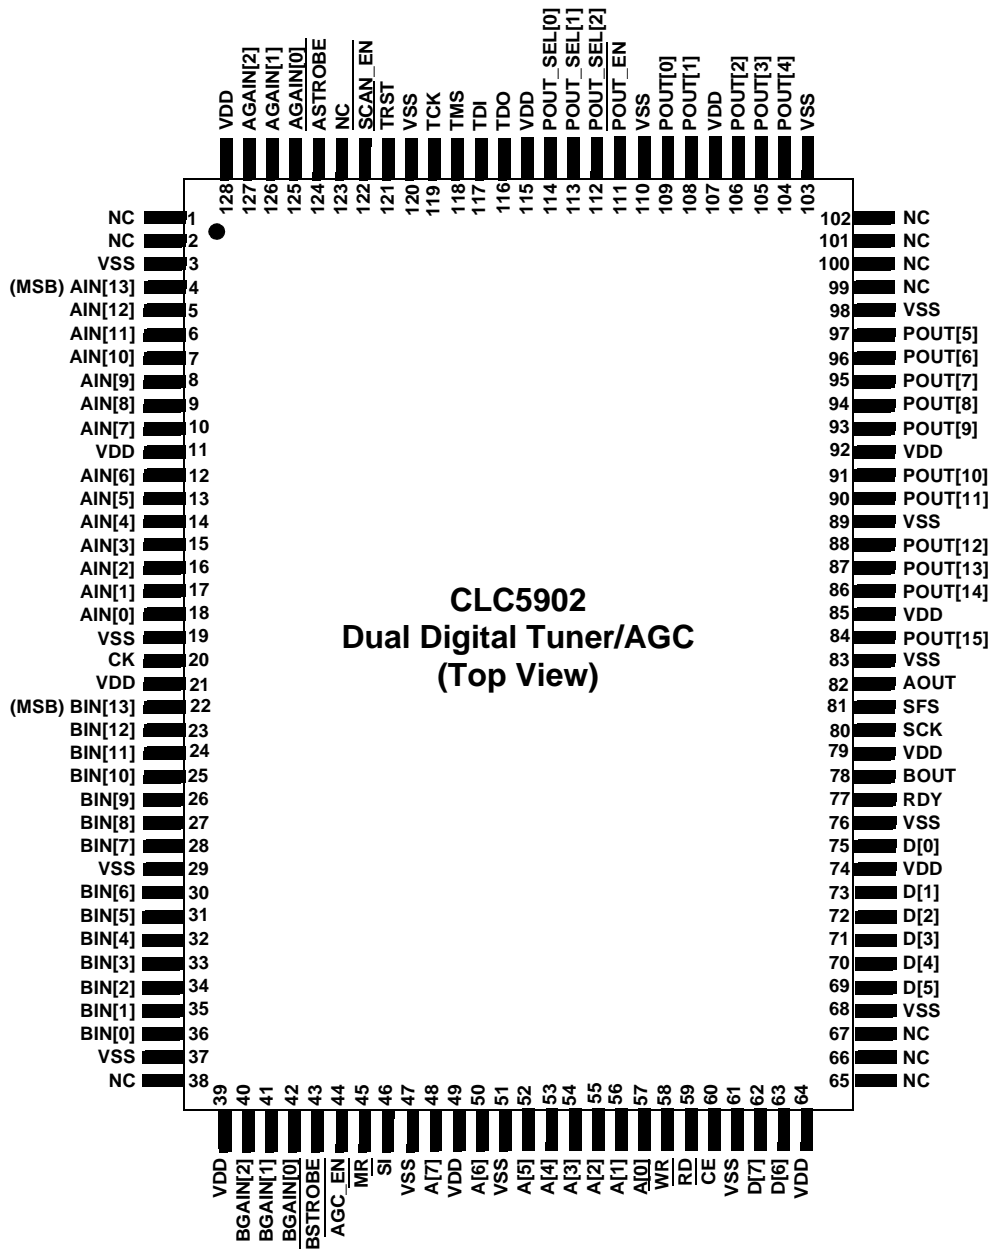 VDD
AGAIN[2]
AGAIN[1]
AGAIN[0]
ASTROBE
NC
SCAN_EN
TRST
VSS
TCK
TMS
TDI
TDO
VDD
POUT_SEL[0]
POUT_SEL[1]
POUT_SEL[2]
POUT_EN
VSS
POUT[0]
POUT[1]
VDD
POUT[2]
POUT[3]
POUT[4]
VSS
128
127
126
125
124
123
122
121
120
119
118
117
116
115
114
113
112
111
110
109
108
107
106
105
104
103
NC 1
NC 2
VSS 3
(MSB) AIN[13] 4
AIN[12] 5
AIN[11] 6
AIN[10] 7
AIN[9] 8
AIN[8] 9
AIN[7] 10
VDD 11
AIN[6] 12
AIN[5] 13
AIN[4] 14
AIN[3] 15
AIN[2] 16
AIN[1] 17
AIN[0] 18
VSS 19
CK 20
VDD 21
(MSB) BIN[13] 22
BIN[12] 23
BIN[11] 24
BIN[10] 25
BIN[9] 26
BIN[8] 27
BIN[7] 28
VSS 29
BIN[6] 30
BIN[5] 31
BIN[4] 32
BIN[3] 33
BIN[2] 34
BIN[1] 35
BIN[0] 36
VSS 37
NC 38
CLC5902
Dual Digital Tuner/AGC
(Top View)
102 NC
101 NC
100 NC
99 NC
98 VSS
97 POUT[5]
96 POUT[6]
95 POUT[7]
94 POUT[8]
93 POUT[9]
92 VDD
91 POUT[10]
90 POUT[11]
89 VSS
88 POUT[12]
87 POUT[13]
86 POUT[14]
85 VDD
84 POUT[15]
83 VSS
82 AOUT
81 SFS
80 SCK
79 VDD
78 BOUT
77 RDY
76 VSS
75 D[0]
74 VDD
73 D[1]
72 D[2]
71 D[3]
70 D[4]
69 D[5]
68 VSS
67 NC
66 NC
65 NC
39
40
41
42
43
44
45
46
47
48
49
50
51
52
53
54
55
56
57
58
59
60
61
62
63
64
VDD
BGAIN[2]
BGAIN[1]
BGAIN[0]
BSTROBE
AGC_EN
MR
SI
VSS
A[7]
VDD
A[6]
VSS
A[5]
A[4]
A[3]
A[2]
A[1]
A[0]
WR
RD
CE
VSS
D[7]
D[6]
VDD